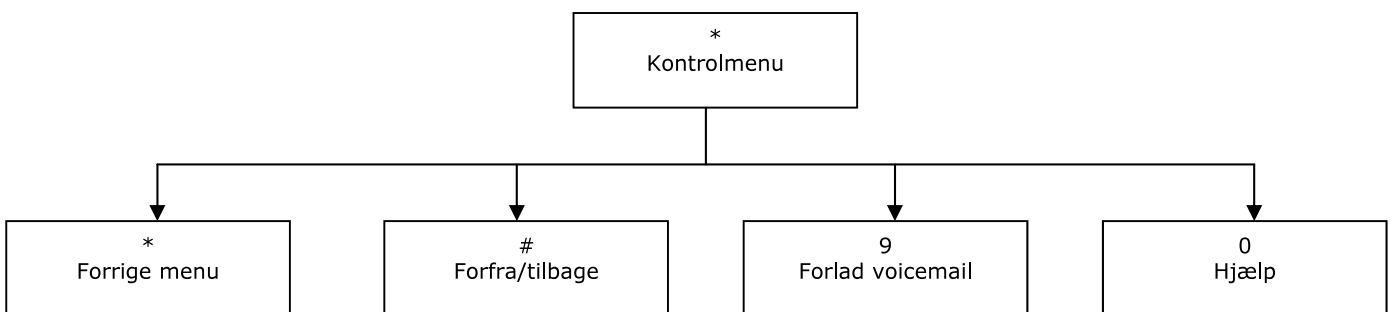 *
Kontrolmenu
*
Forrige menu
#
Forfra/tilbage
9
Forlad voicemail
0
Hjælp